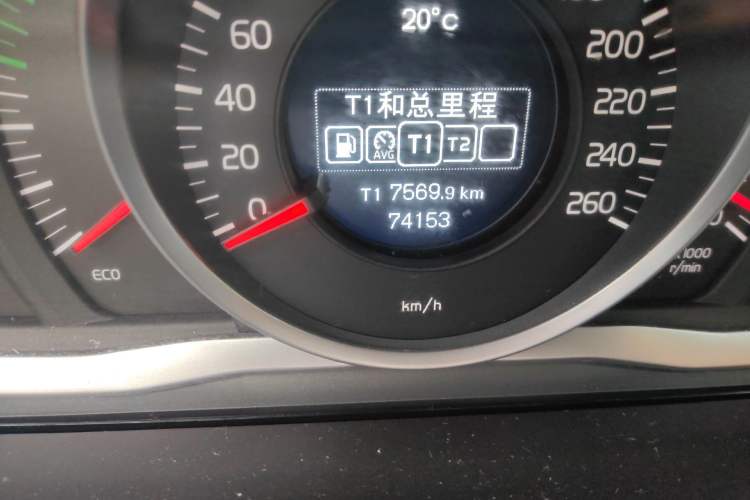 20°C
60
200
40
T1和总里程
220
AVG T1 T2
20
240
T1 7569.9 km
0
74153
260
ECO
x1000
r/min
km/h